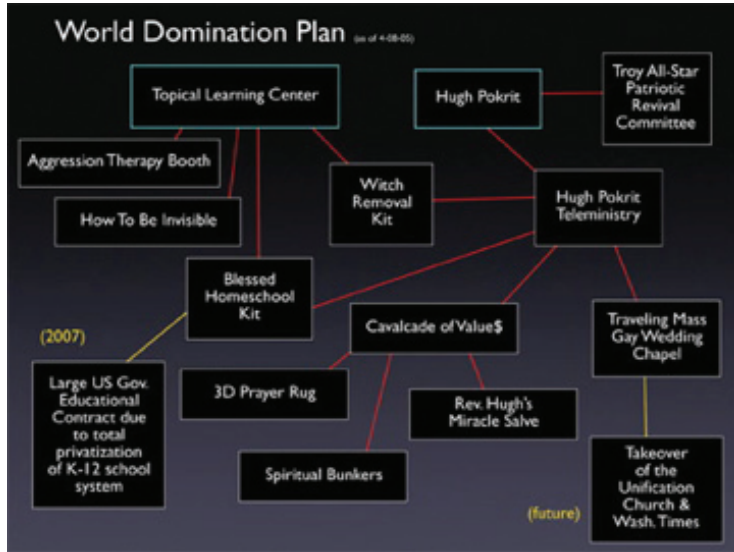 World Domination Plan (as of 4-08-05)
Topical Learning Center
Hugh Pokrit
Troy All-Star
Patriotic
Revival
Committee
Aggression Therapy Booth
Witch
Removal
Kit
Hugh Pokrit
Teleministry
How To Be Invisible
Blessed
Homeschool
Kit
Cavalcade of Value$
Traveling Mass
Gay Wedding
Chapel
(2007)
Large US Gov.
Educational
Contract due
to total
privatization
of K-12 school
system
3D Prayer Rug
Rev. Hugh's
Miracle Salve
Spiritual Bunkers
(future)
Takeover
of the
Unification
Church &
Wash. Times